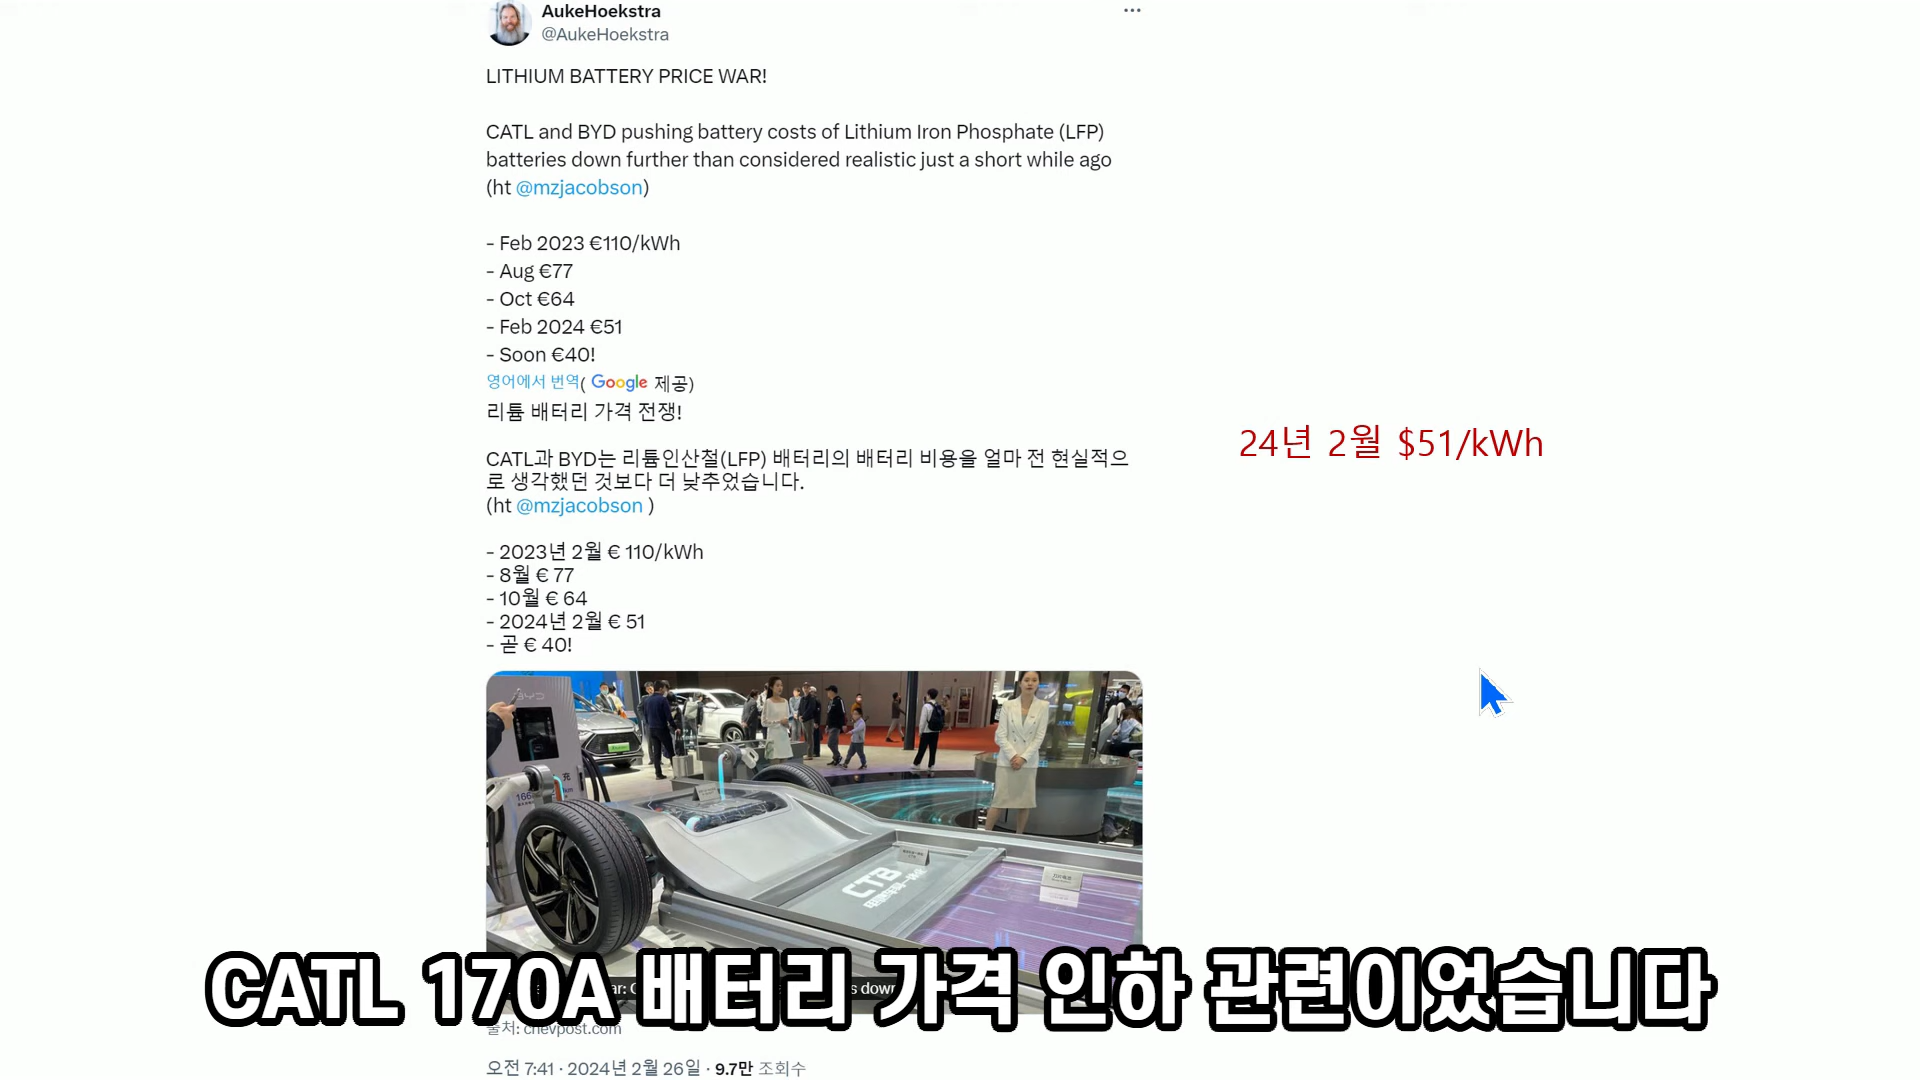 AukeHoekstra
@AukeHoekstra
LITHIUM BATTERY PRICE WAR!
CATL and BYD pushing battery costs of Lithium Iron Phosphate (LFP)
batteries down further than considered realistic just a short while ago
(ht @mzjacobson)
- Feb 2023 €110/kWh
- Aug €77
- Oct €64
- Feb 2024 €51
- Soon €40!
영어에서 번역( Google 제공)
리튬 배터리 가격 전쟁!
24년 2월 $51/kWh
CATL과 BYD는 리튬인산철(LFP) 배터리의 배터리 비용을 얼마 전 현실적으
로 생각했던 것보다 더 낮추었습니다.
(ht @mzjacobson )
- 2023년 2월 € 110/kWh
- 8월 € 77
- 10월 € 64
- 2024년 2월 € 51
- 곧 € 40!
BYD
166
充
CTB
CATL 170A 배터리 가격 인하 관련이었습니다
출처: cnevpost.com
오전 7:41 · 2024년 2월 26일 · 9.7만 조회수